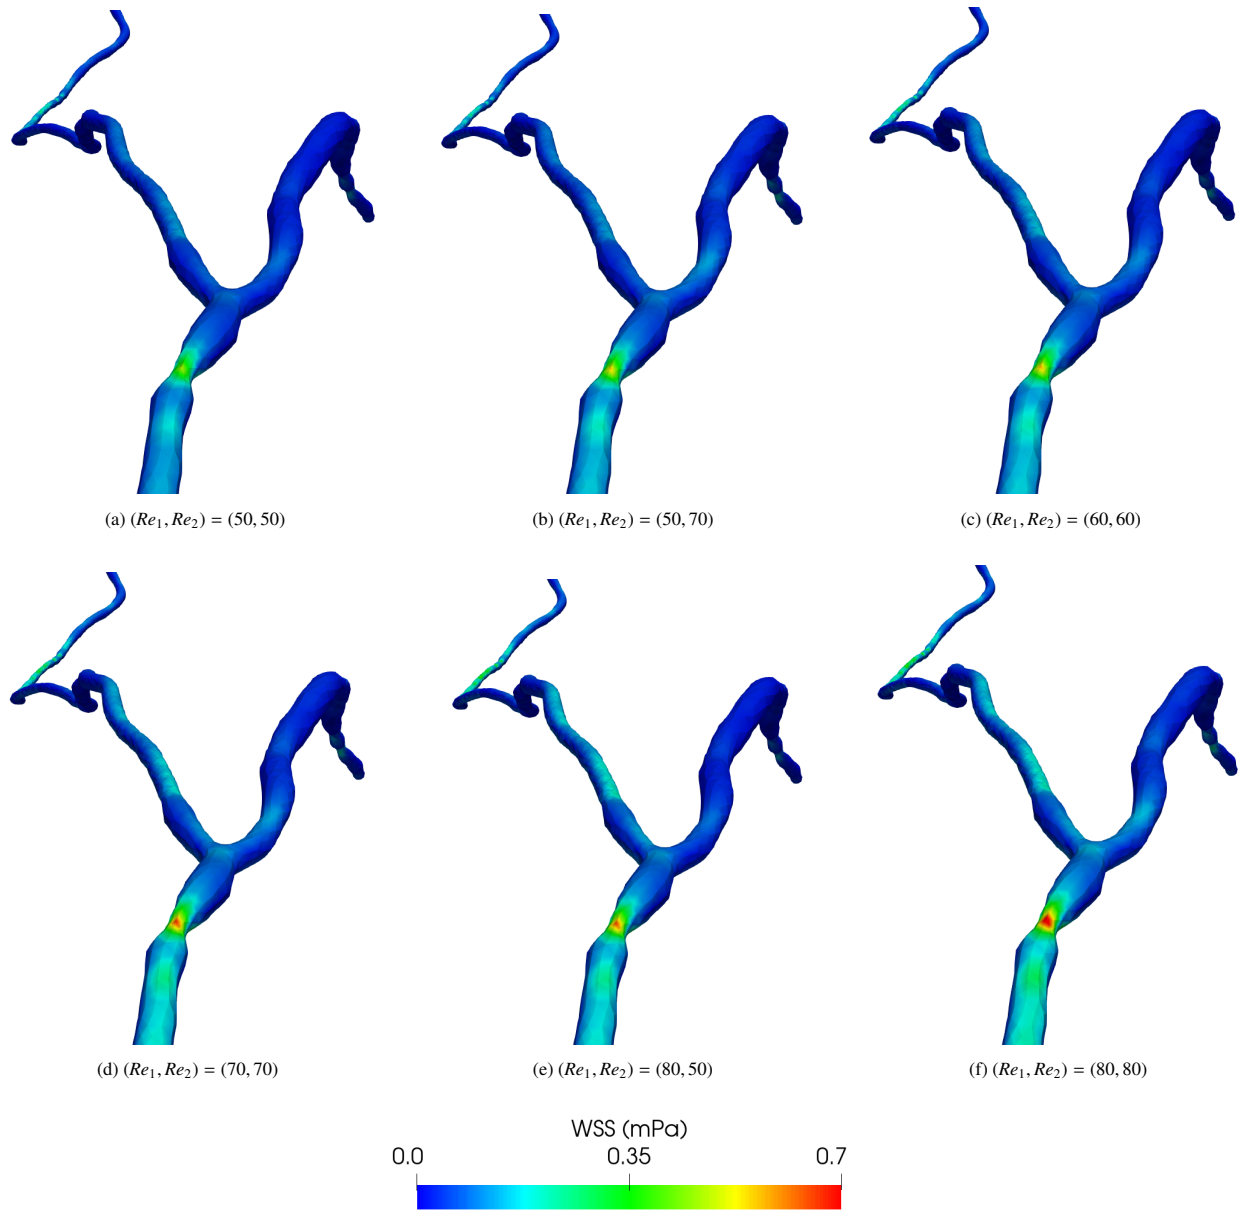 (a) (Re₁, Re₂) = (50, 50)
(b) (Re₁, Re₂) = (50, 70)
(c) (Re₁, Re₂) = (60, 60)
(d) (Re₁, Re₂) = (70, 70)
(e) (Re₁, Re₂) = (80, 50)
(f) (Re₁, Re₂) = (80, 80)
WSS (mPa)
0.0 0.35 0.7